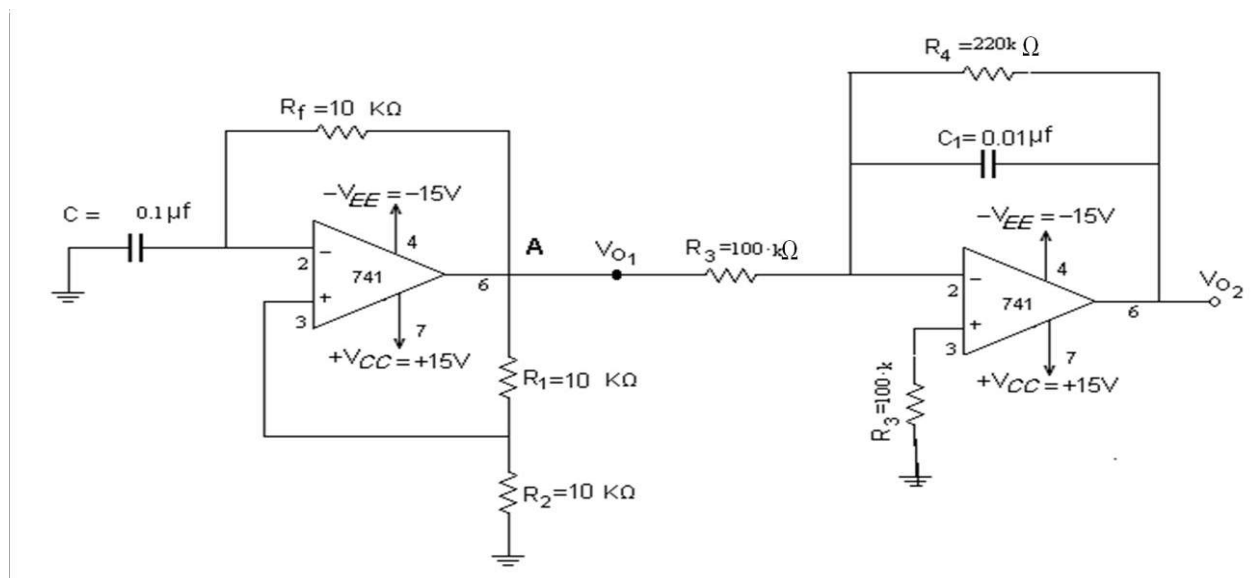 R4 =220k Ω
Rf =10 KΩ
C1= 0.01µf
−VEE = −15V
C = 0.1µf
4
2
−
741
+
3
6
7
+VCC = +15V
A
VO1
R3 =100·kΩ
−VEE = −15V
4
2
−
741
+
3
6
7
+VCC = +15V
VO2
R1=10 KΩ
R3=100·k
R2=10 KΩ